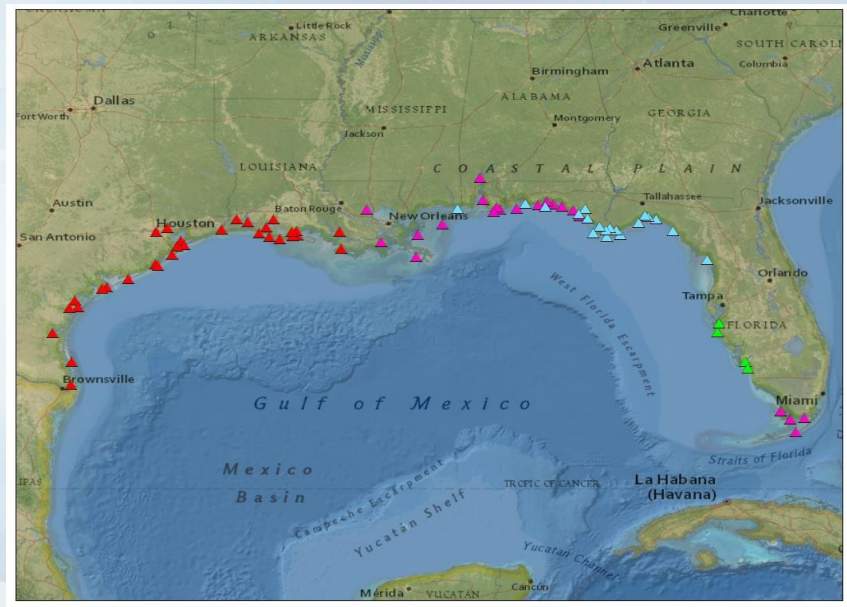 Charlotte
Little Rock
Greenville
O
L
ARKANSAS
SOUTH CAROLI
Mississippi
Columbia
Atlanta
Birmingham
Dallas
ALABAMA
Fort Worth
MISSISSIPPI
GEORGIA
Montgomery
Jackson
LOUISIANA
COASTAL PLAIN
Austin
Tallahassee
Baton Rouge
Jacksonville
New Orleans
Houston
San Antonio
Orlando
West Florida Escarpment
Tampa
FLORIDA
Brownsville
Miami
Gulf of Mexico
Straits of Florida
Mexico
Basin
La Habana
(Havana)
TROPIC OF CANCER
Campeche Escarpment
Yucatán Shelf
Yucatan Channel
Cancún
Mérida
YUCATÁN